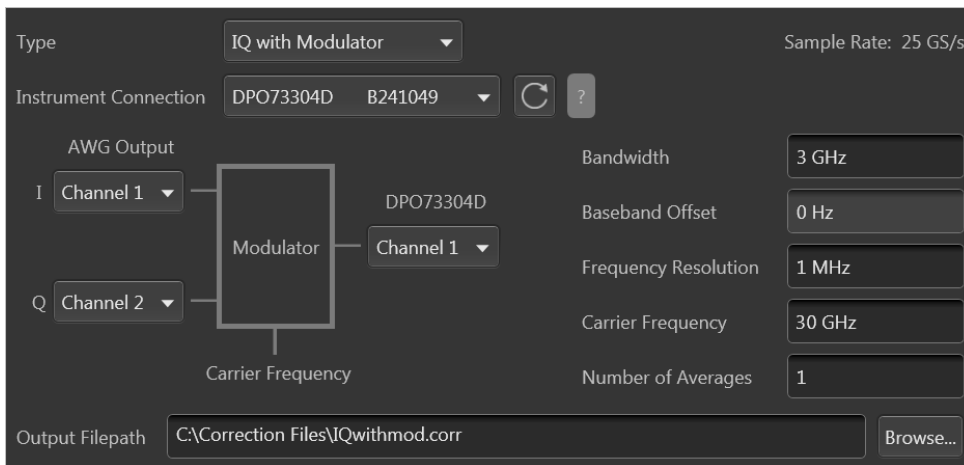 Type IQ with Modulator Sample Rate: 25 GS/s
Instrument Connection DPO73304D B241049 ?
AWG Output
I Channel 1
Q Channel 2
Modulator
Carrier Frequency
DPO73304D
Channel 1
Bandwidth 3 GHz
Baseband Offset 0 Hz
Frequency Resolution 1 MHz
Carrier Frequency 30 GHz
Number of Averages 1
Output Filepath C:\Correction Files\IQwithmod.corr Browse...